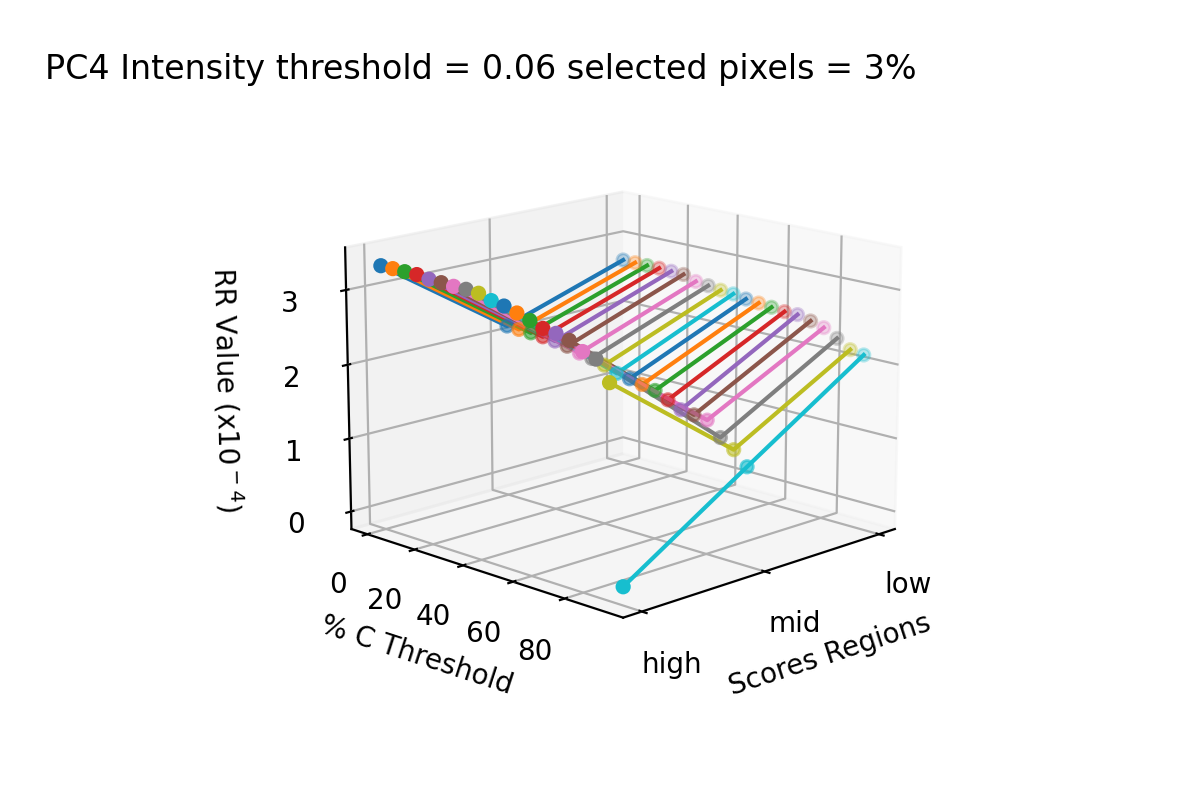 PC4 Intensity threshold = 0.06 selected pixels = 3%
RR Value (x10⁻⁴)
3
2
1
0
0
20
40
60
80
% C Threshold
high
mid
low
Scores Regions